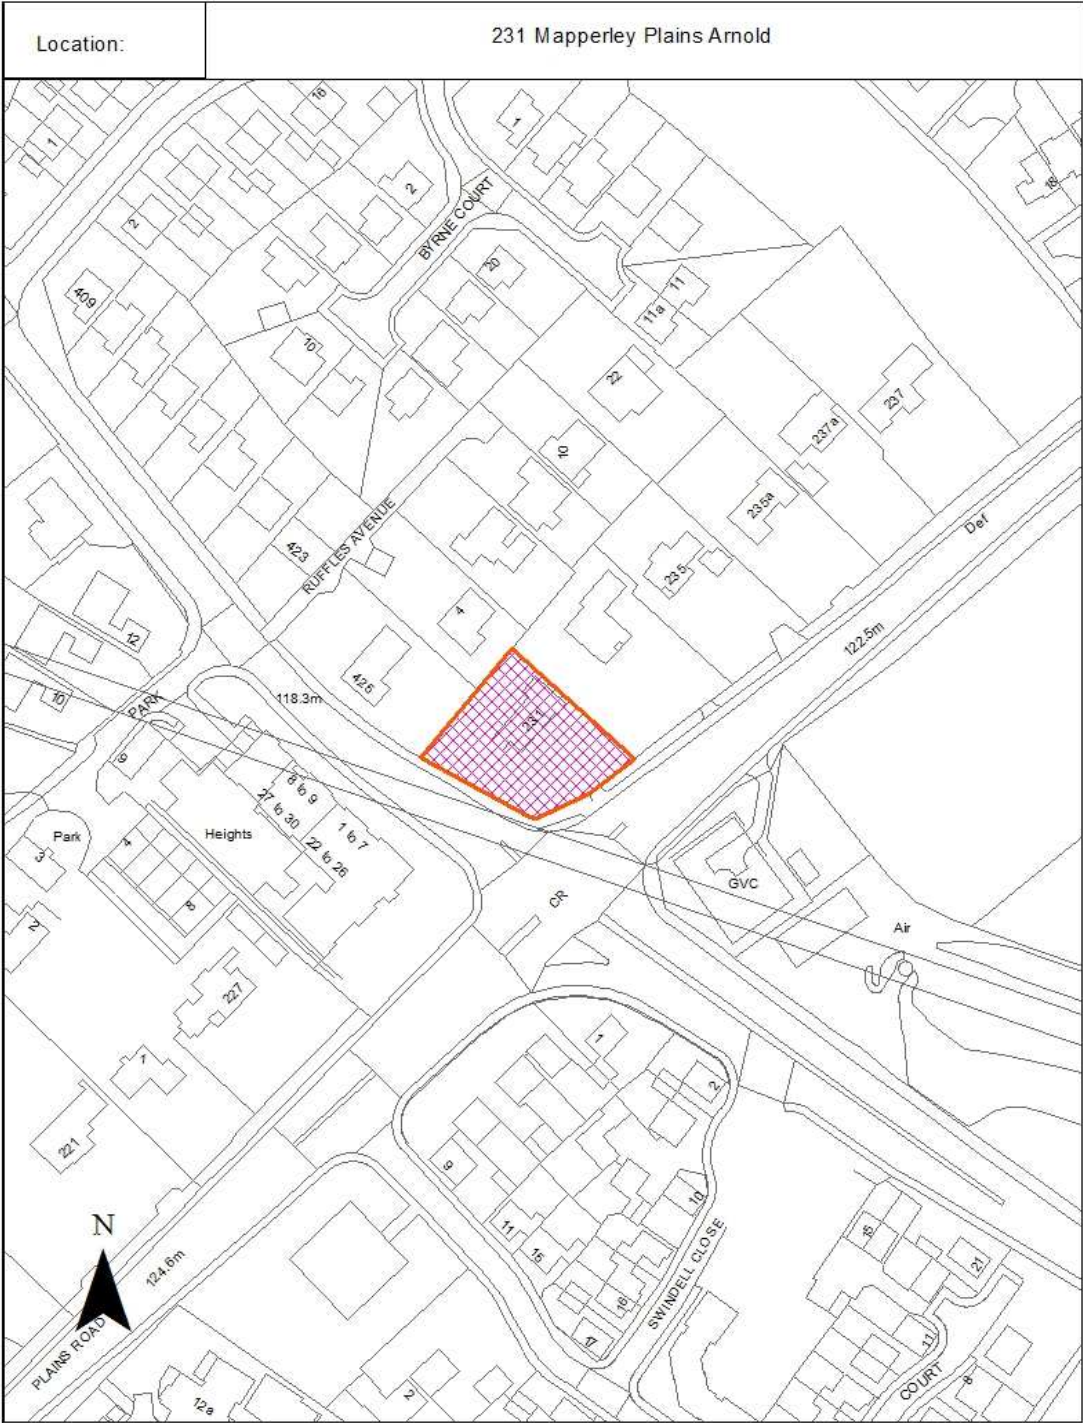 Location:
231 Mapperley Plains Arnold
16
1
1
2
2
18
BYRNE COURT
20
409
11
11a
10
22
237
237a
10
235a
Def
423
RUFFLES AVENUE
235
4
12
122.5m
425
10
PARK
118.3m
231
9
8 to 9
27 to 30
1 to 7
22 to 26
Park
Heights
4
3
GVC
8
CR
2
Air
227
1
1
2
221
9
10
11
15
15
21
N
124.6m
16
SWINDELL CLOSE
17
11
PLAINS ROAD
COURT
8
2
12a